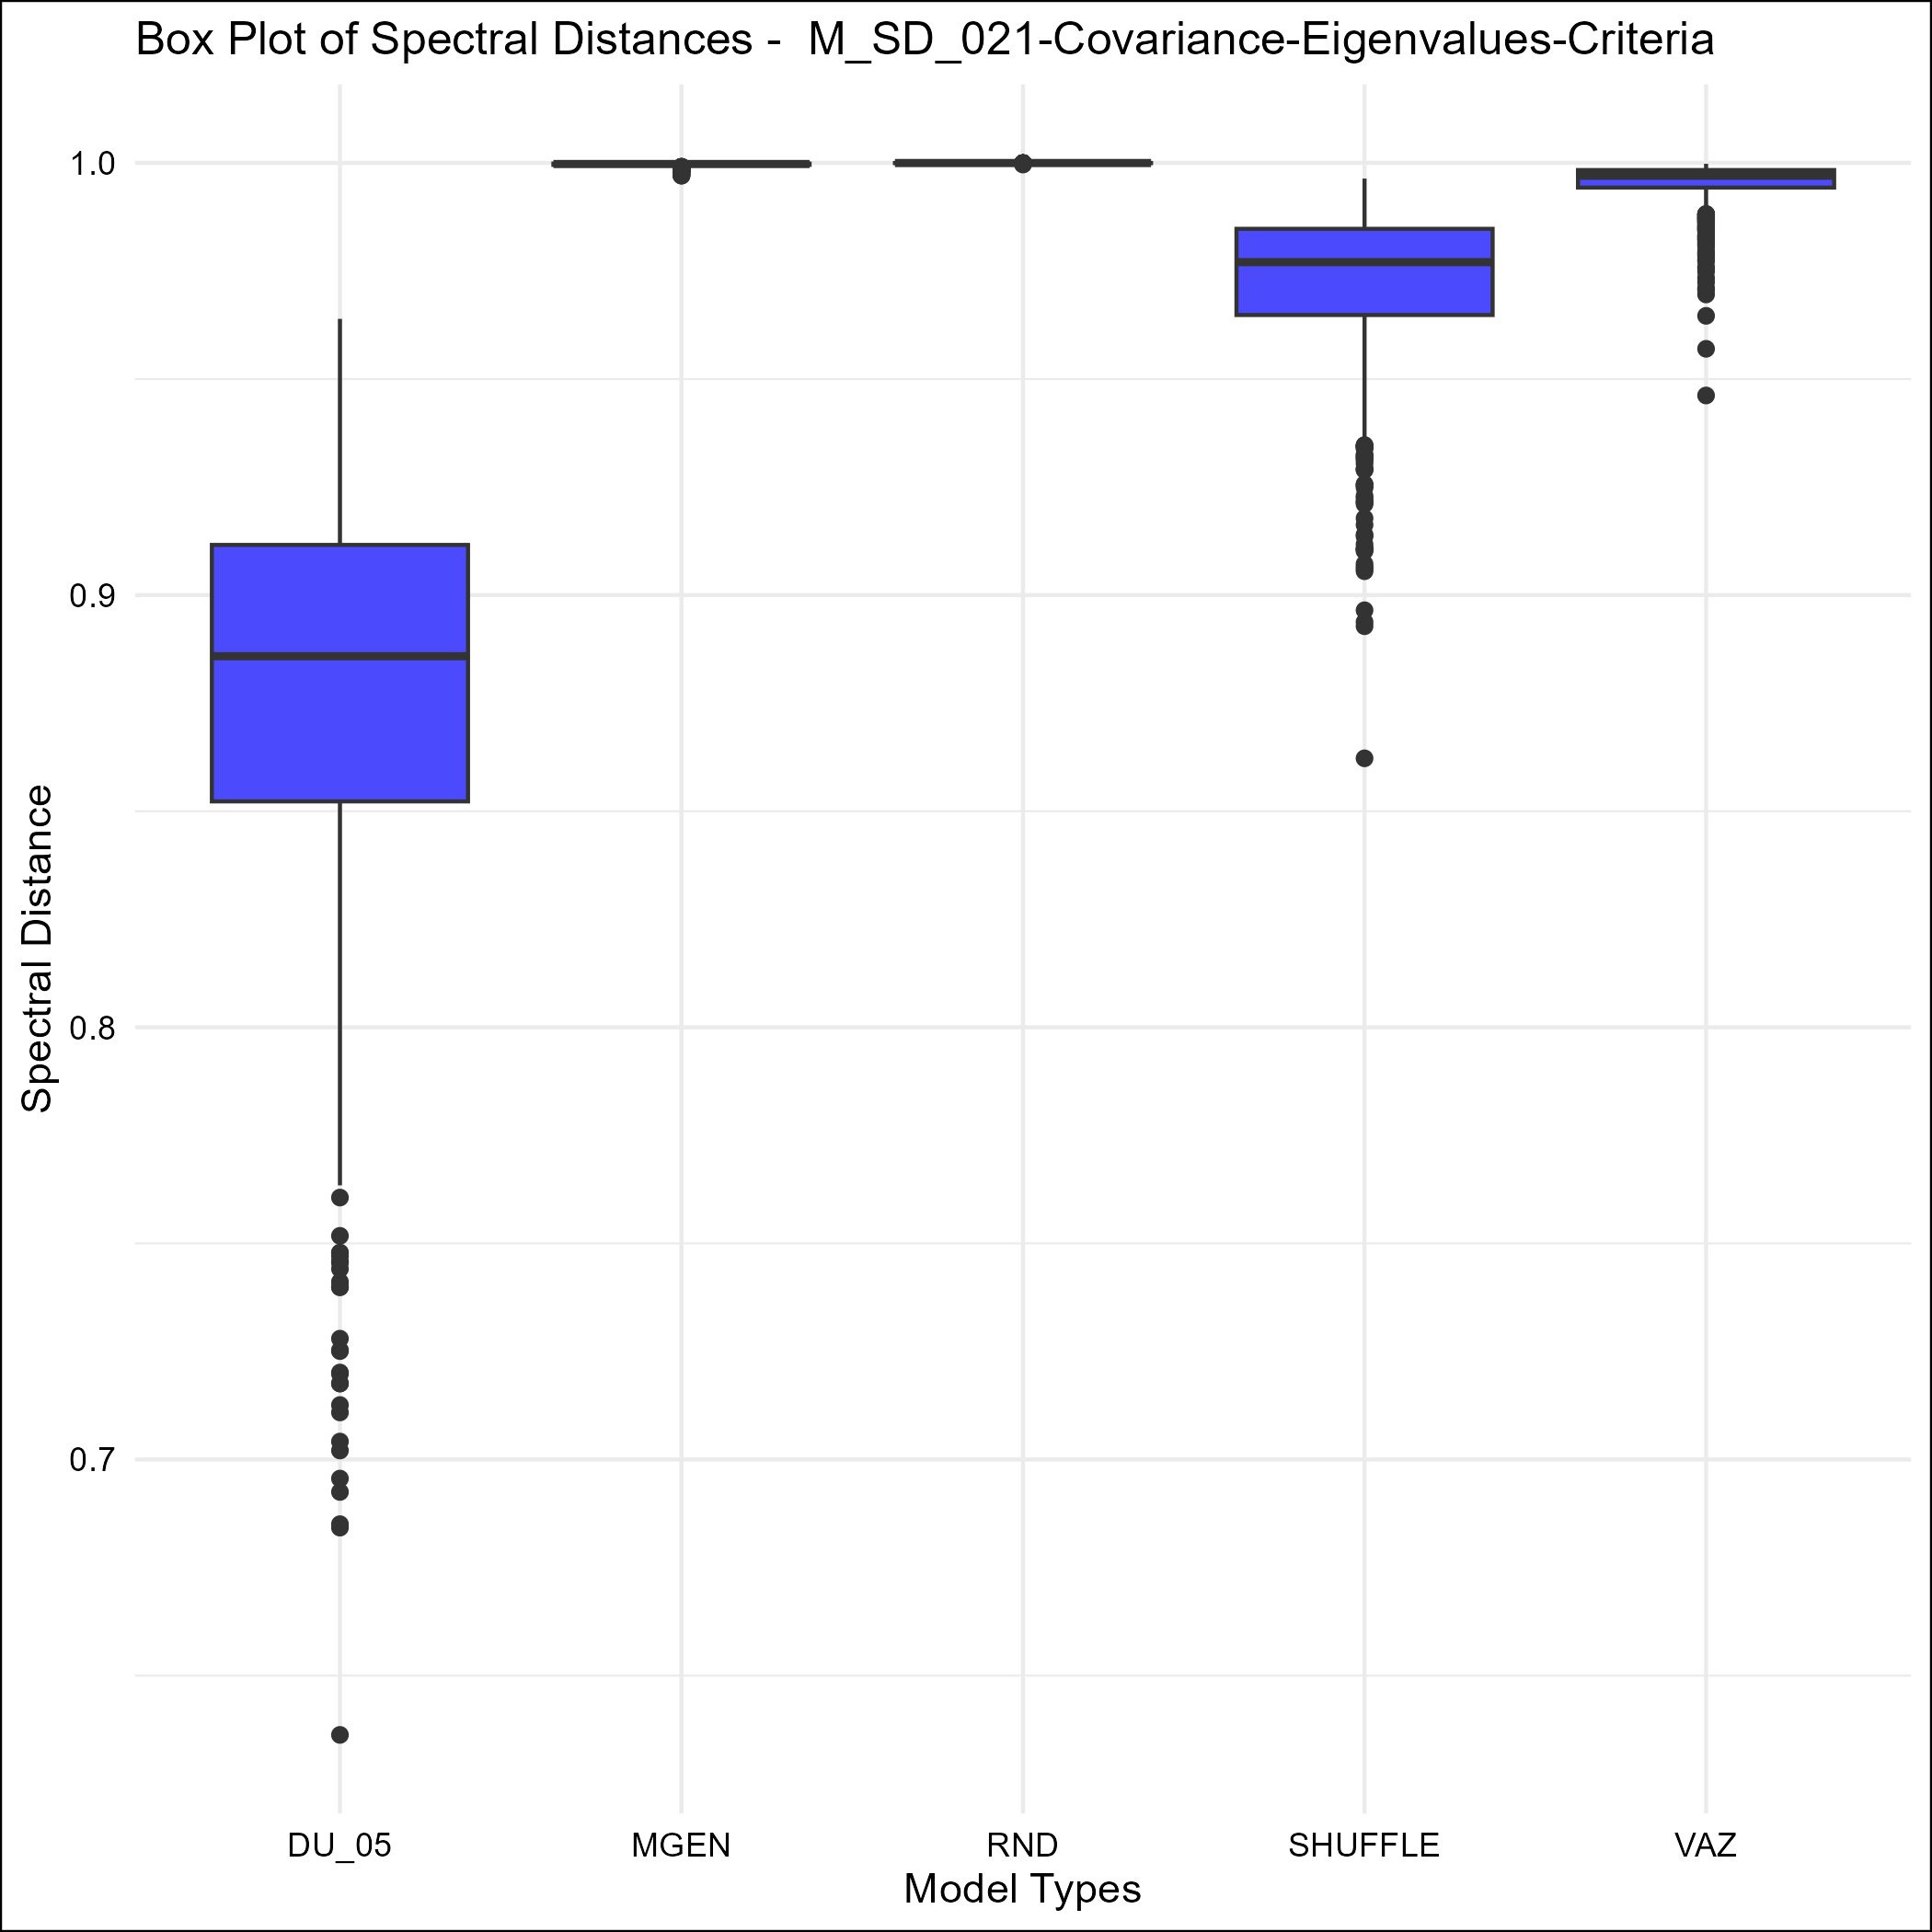 Box Plot of Spectral Distances -  M_SD_021-Covariance-Eigenvalues-Criteria
Spectral Distance
1.0
0.9
0.8
0.7
DU_05
MGEN
RND
SHUFFLE
VAZ
Model Types